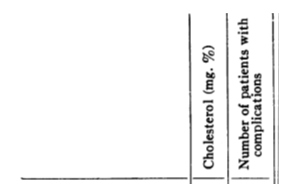 Cholesterol (mg. %)
Number of patients with
complications